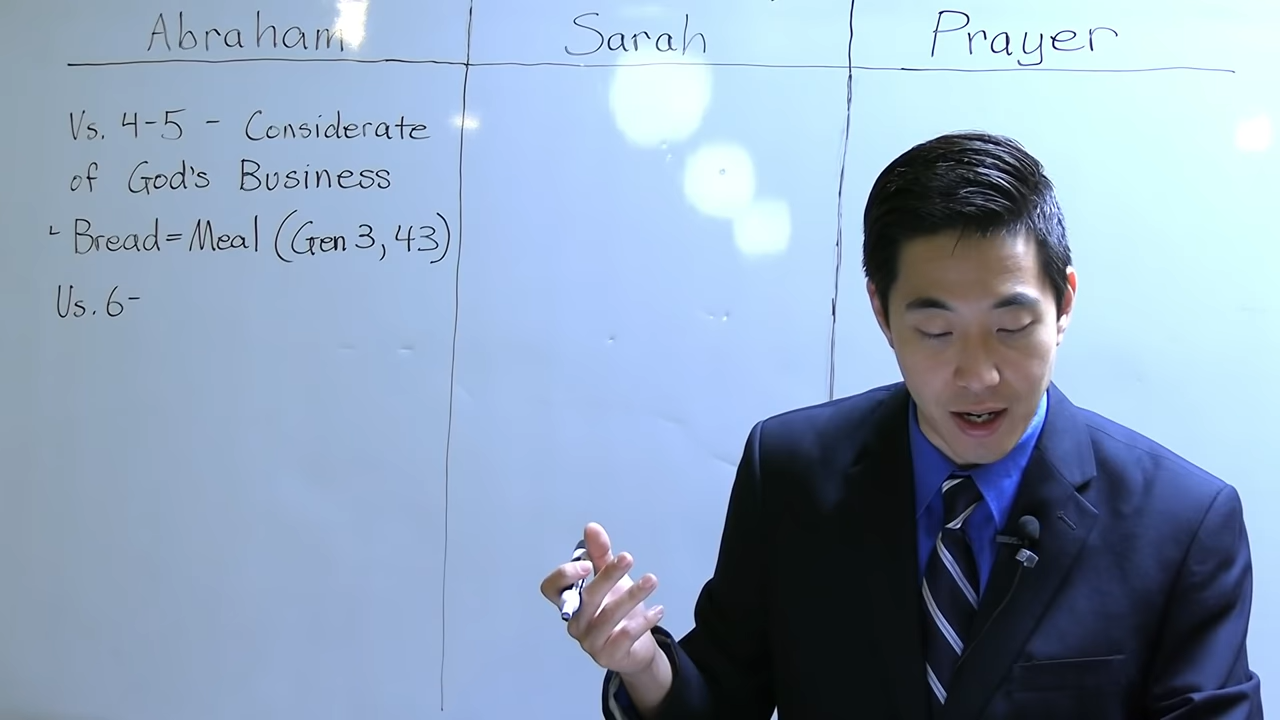 Abraham Sarah Prayer
Vs. 4-5 - Considerate
of God's Business
Bread=Meal (Gen 3, 43)
Vs. 6-